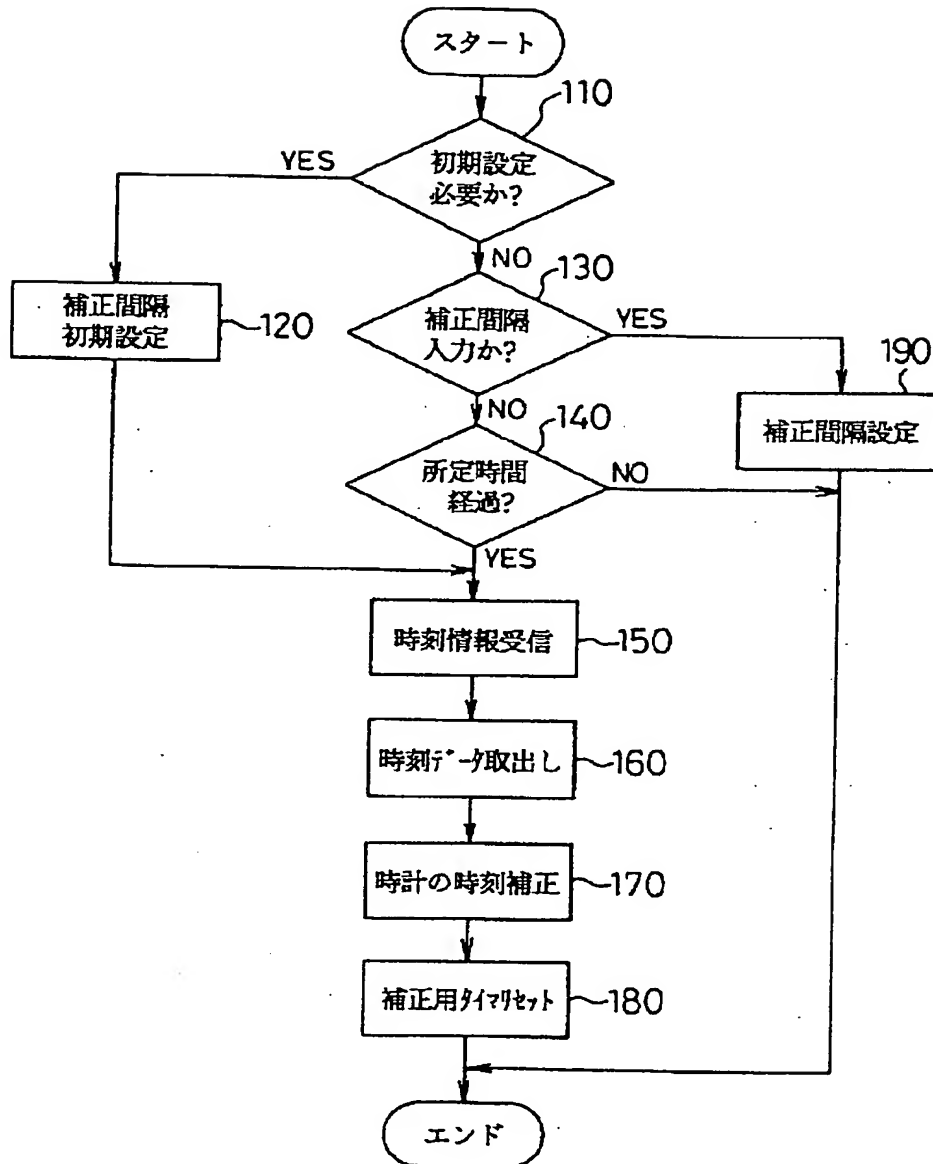 スタート
110
YES
初期設定
必要か?
NO
130
補正間隔
初期設定
120
補正間隔
入力か?
YES
190
NO
140
補正間隔設定
所定時間
経過?
NO
YES
時刻情報受信
150
時刻データ取出し
160
時計の時刻補正
170
補正用タイマリセット
180
エンド